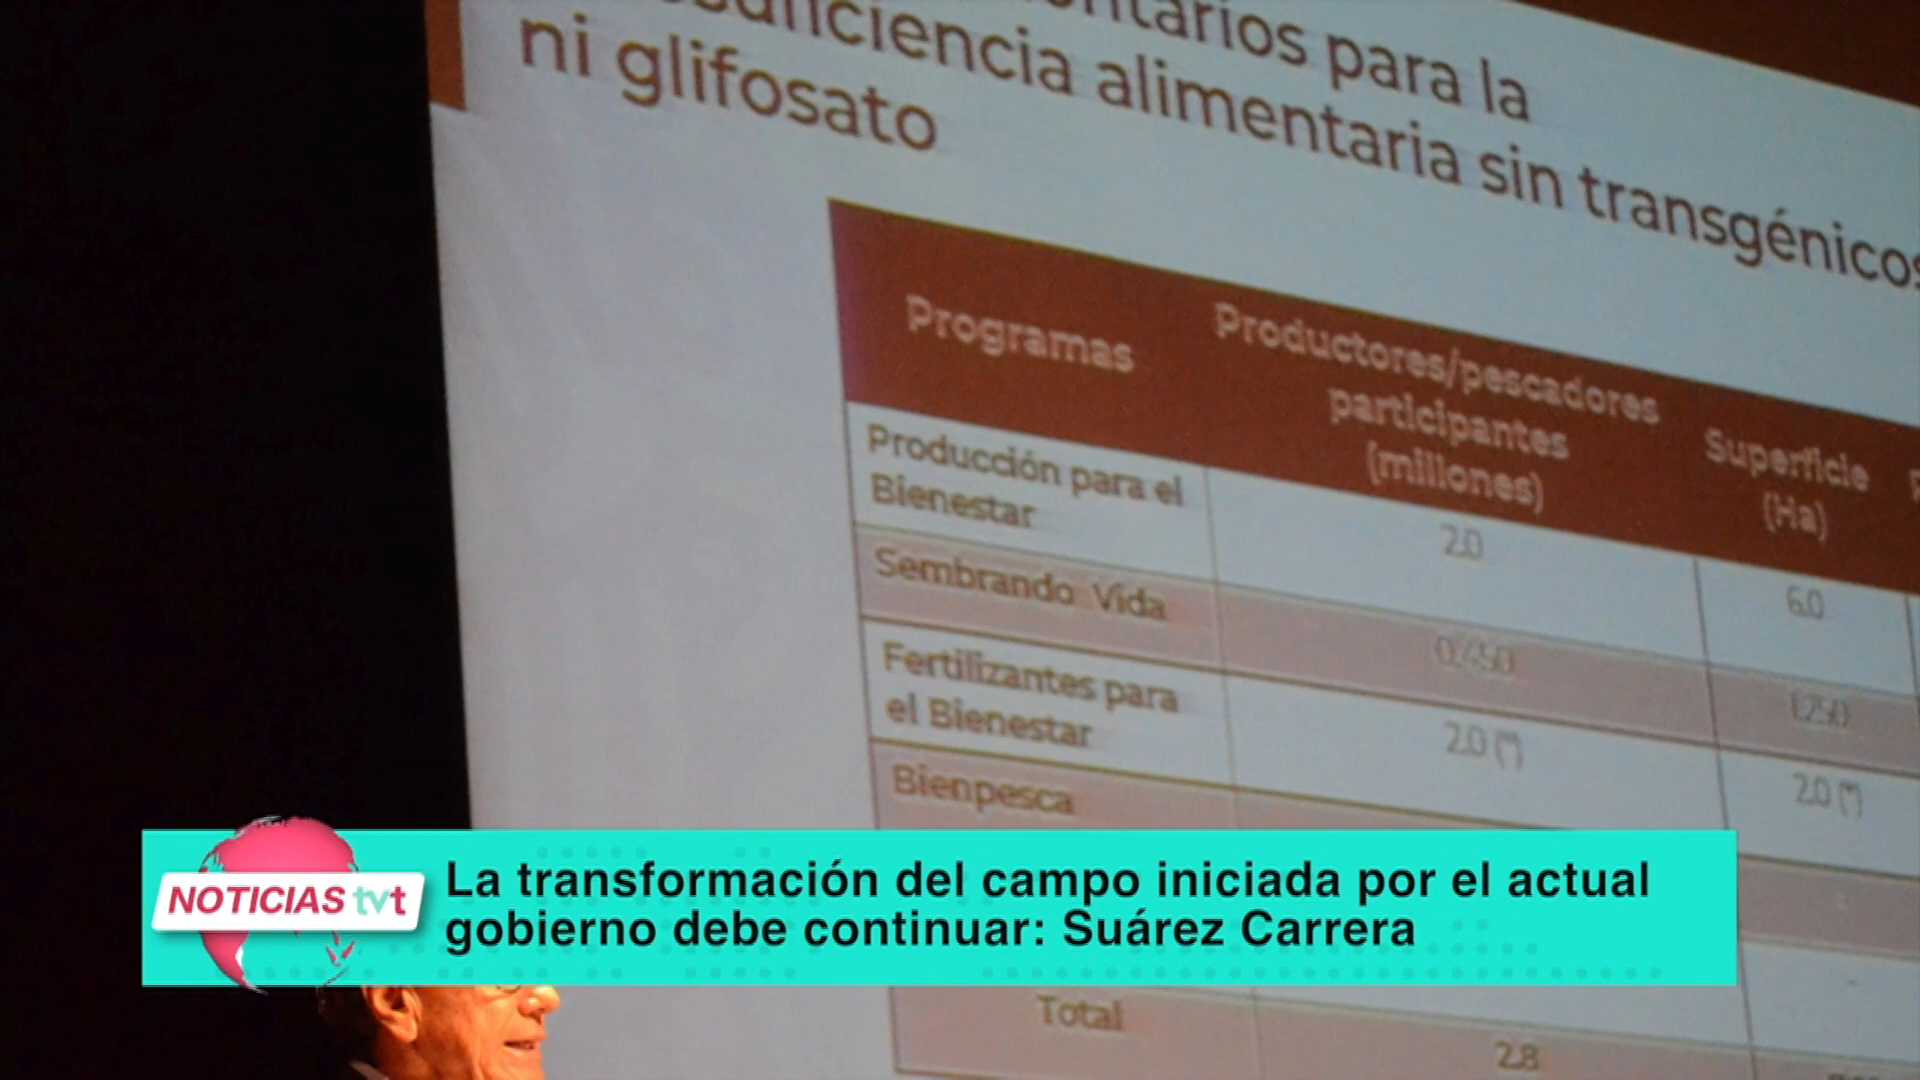 para la
alimentaria sin transgénicos
ni glifosato
Programas
Productores/pescadores
participantes
(millones)
Superficie
(Ha)
Producción para el
Bienestar
2.0
6.0
Sembrando Vida
Fertilizantes para
el Bienestar
2.0 (*)
2.0 (*)
Bienpesca
Total
2.8
NOTICIAS tvt
La transformación del campo iniciada por el actual
gobierno debe continuar: Suárez Carrera